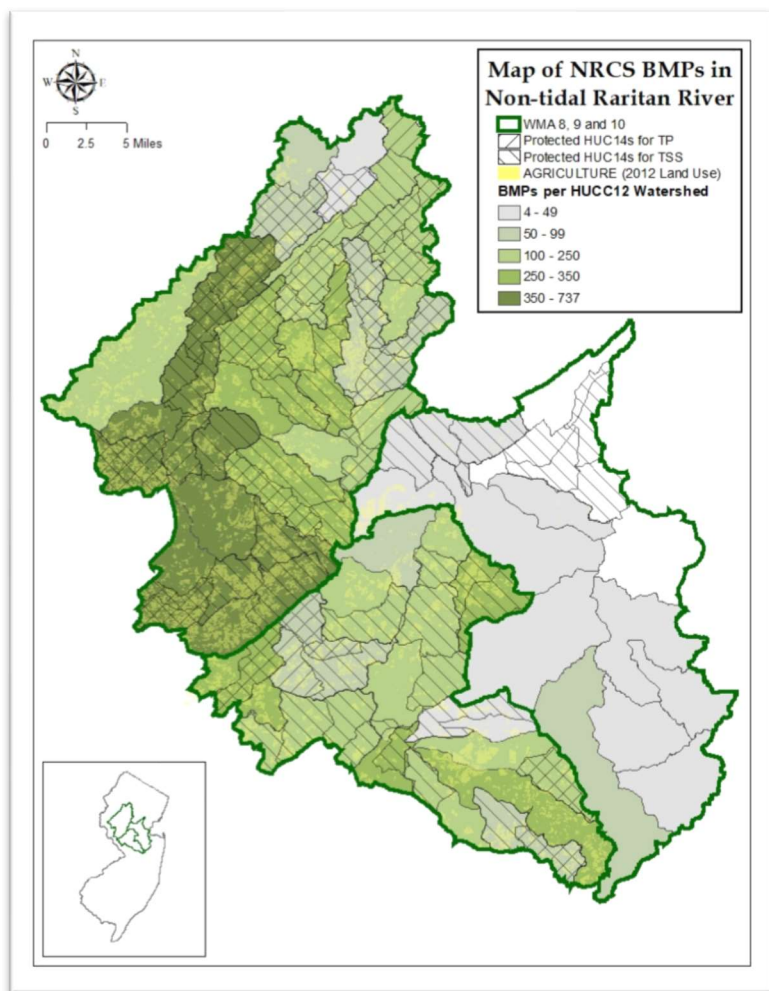 Map of NRCS BMPs in
Non-tidal Raritan River
WMA 8, 9 and 10
Protected HUC14s for TP
Protected HUC14s for TSS
AGRICULTURE (2012 Land Use)
BMPs per HUCC12 Watershed
4 - 49
50 - 99
100 - 250
250 - 350
350 - 737
N
W E
S
0 2.5 5 Miles